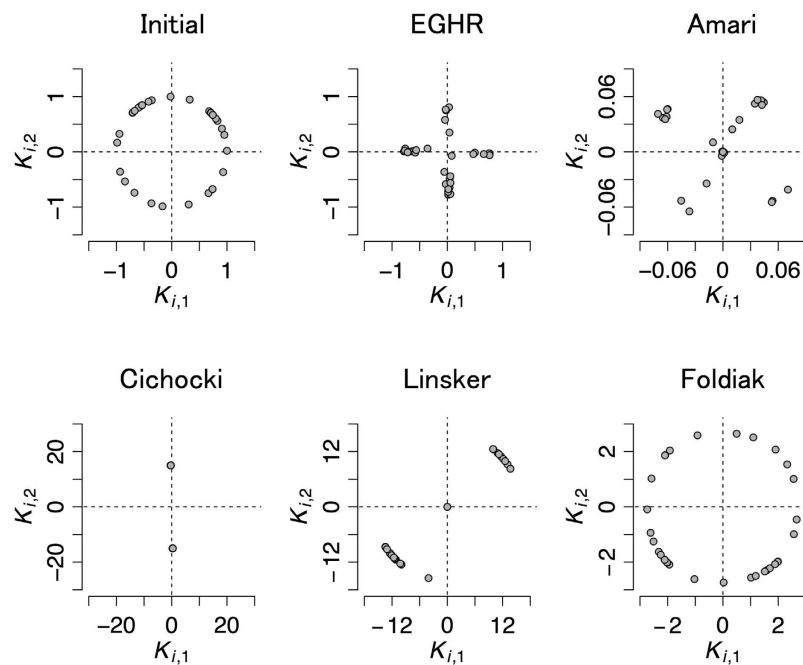 Initial
EGHR
Amari
K_{i,2}
1
0
−1
−1 0 1
K_{i,1}
K_{i,2}
1
0
−1
−1 0 1
K_{i,1}
K_{i,2}
0.06
0
−0.06
−0.06 0 0.06
K_{i,1}
Cichocki
Linsker
Foldiak
K_{i,2}
20
0
−20
−20 0 20
K_{i,1}
K_{i,2}
12
0
−12
−12 0 12
K_{i,1}
K_{i,2}
2
0
−2
−2 0 2
K_{i,1}